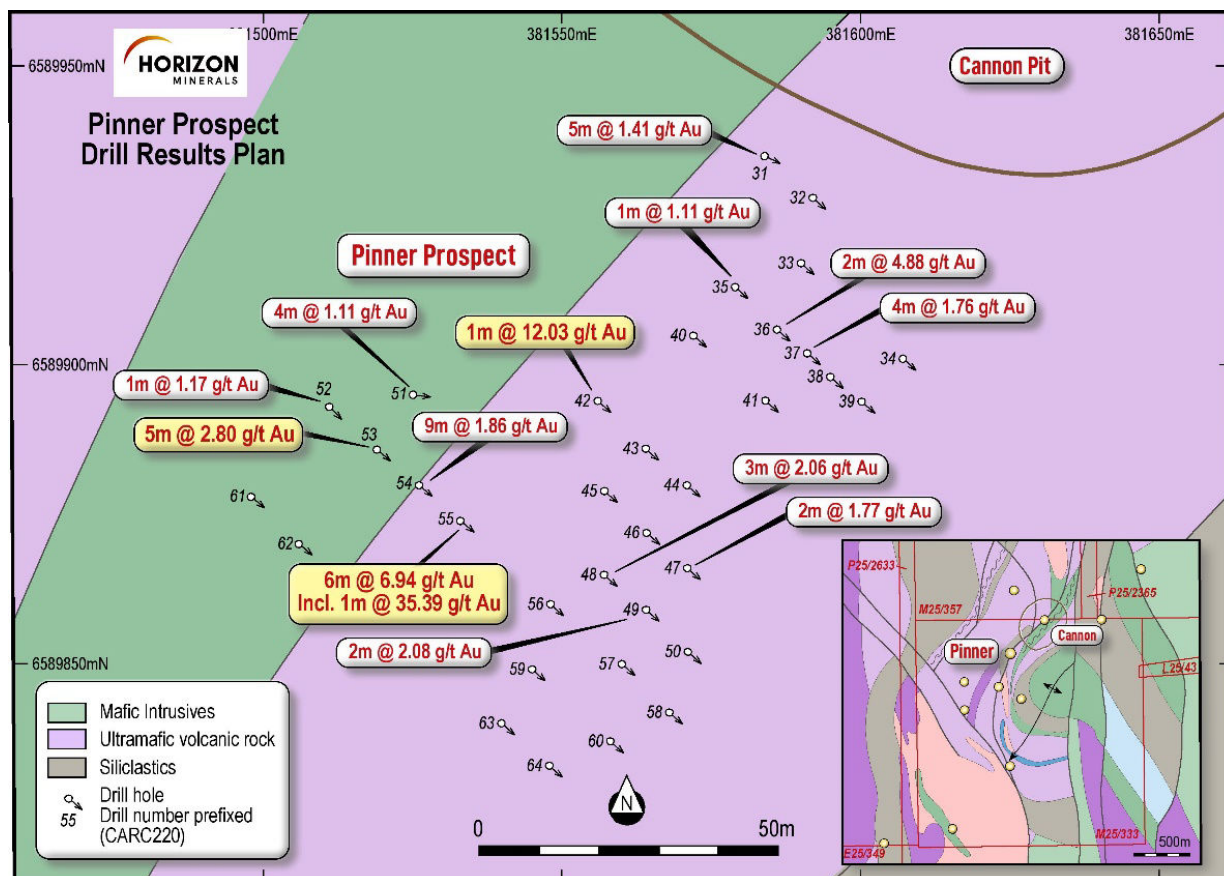 381500mE
381550mE
381600mE
381650mE
6589950mN
HORIZON
MINERALS
Pinner Prospect
Drill Results Plan
Cannon Pit
5m @ 1.41 g/t Au
31
32
1m @ 1.11 g/t Au
Pinner Prospect
33
2m @ 4.88 g/t Au
35
4m @ 1.76 g/t Au
4m @ 1.11 g/t Au
1m @ 12.03 g/t Au
36
40
37
34
6589900mN
38
1m @ 1.17 g/t Au
52
51
42
41
39
5m @ 2.80 g/t Au
53
9m @ 1.86 g/t Au
43
3m @ 2.06 g/t Au
54
44
61
45
2m @ 1.77 g/t Au
55
46
62
47
48
6m @ 6.94 g/t Au
Incl. 1m @ 35.39 g/t Au
56
49
2m @ 2.08 g/t Au
50
6589850mN
59
57
58
63
60
64
Mafic Intrusives
Ultramafic volcanic rock
Siliclastics
Drill hole
55 Drill number prefixed
(CARC220)
N
0
50m
P25/2633
P25/2365
M25/357
Cannon
Pinner
L25/43
M25/333
E25/349
500m